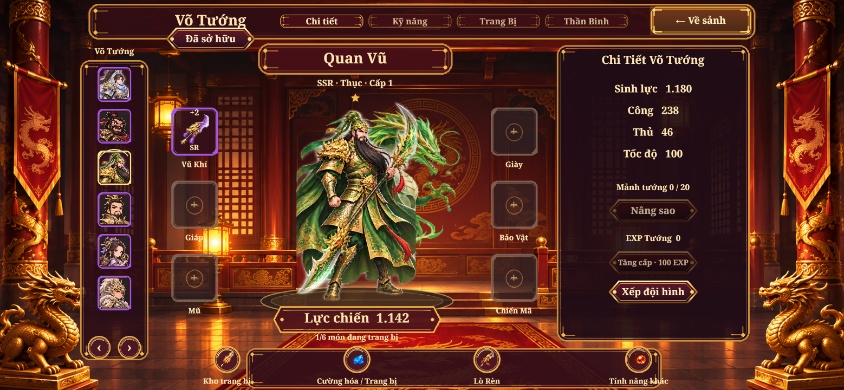 Võ Tướng
Chi tiết
Kỹ năng
Trang Bị
Thần Binh
← Về sảnh
Đã sở hữu
Võ Tướng
Quan Vũ
SSR · Thục · Cấp 1
+2
SR
Vũ Khí
Giáp
Mũ
Giày
Bảo Vật
Chiến Mã
Lực chiến 1.142
1/6 món đang trang bị
Chi Tiết Võ Tướng
Sinh lực 1.180
Công 238
Thủ 46
Tốc độ 100
Mảnh tướng 0 / 20
Nâng sao
EXP Tướng 0
Tăng cấp · 100 EXP
Xếp đội hình
Kho trang bị
Cường hóa / Trang bị
Lò Rèn
Tính năng khác